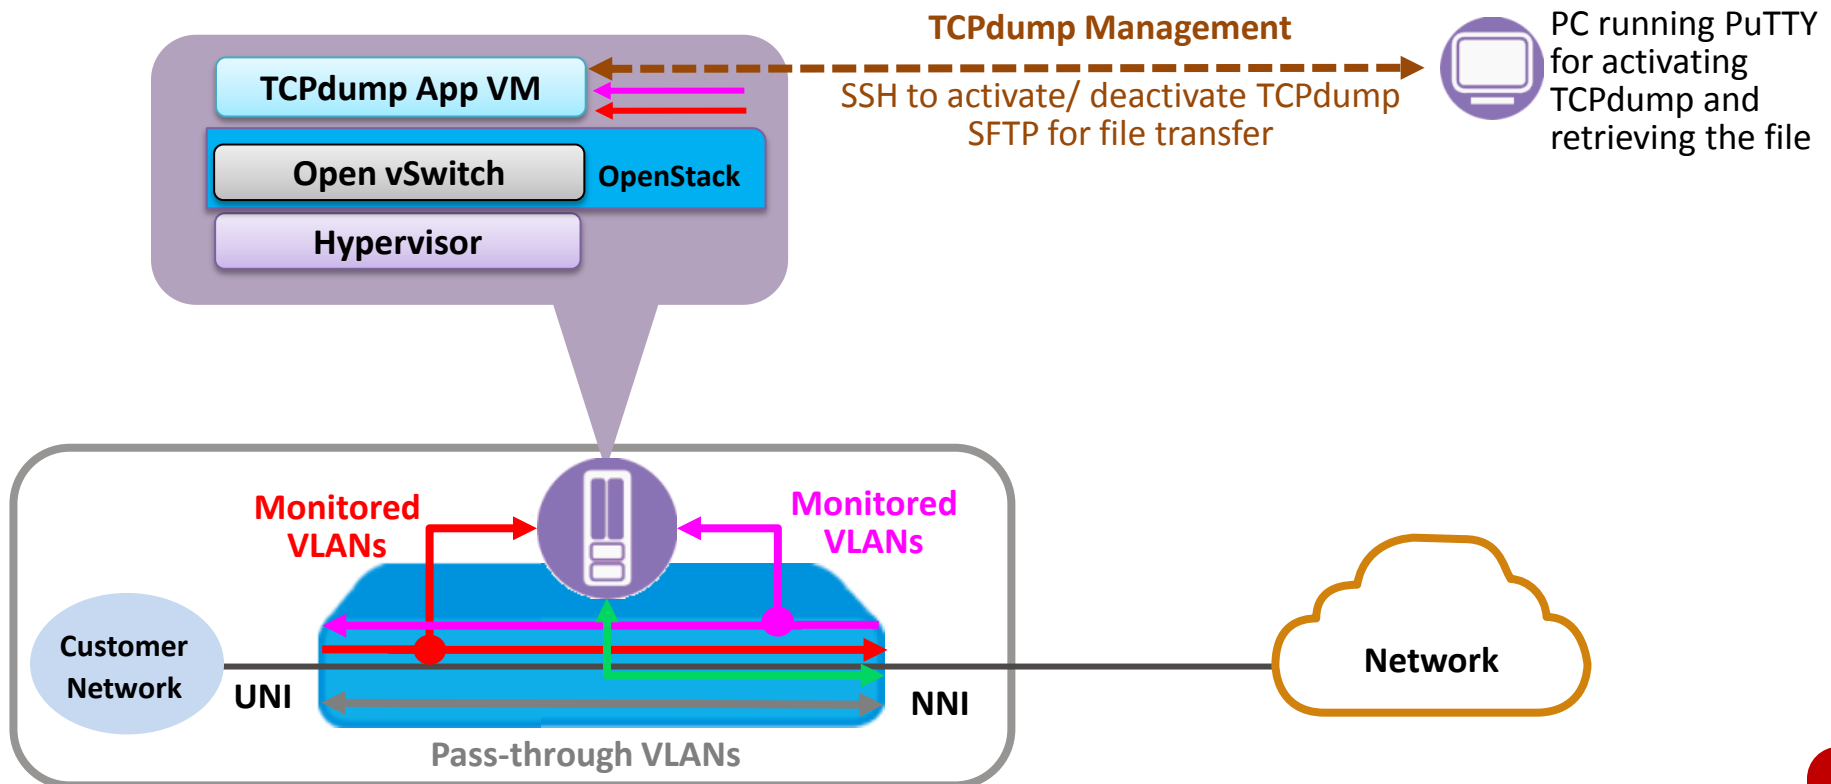 TCPdump Management
SSH to activate/ deactivate TCPdump
SFTP for file transfer
PC running PuTTY
for activating
TCPdump and
retrieving the file
TCPdump App VM
Open vSwitch
OpenStack
Hypervisor
Monitored
VLANs
Monitored
VLANs
Customer
Network
UNI
NNI
Network
Pass-through VLANs